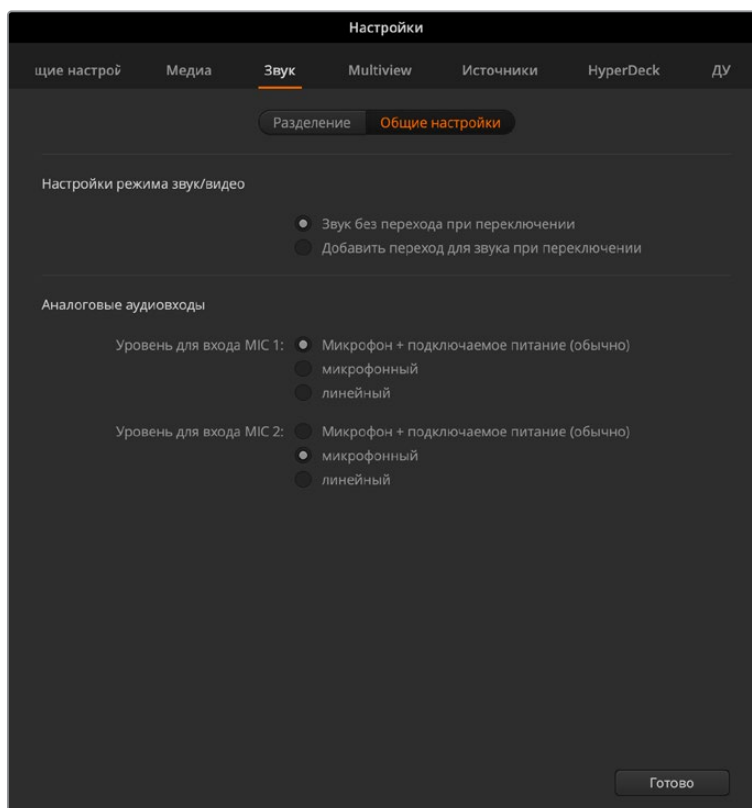 Настройки
щие настрой Медиа Звук Multiview Источники HyperDeck ДУ
Разделение Общие настройки
Настройки режима звук/видео
Звук без перехода при переключении
Добавить переход для звука при переключении
Аналоговые аудиовходы
Уровень для входа MIC 1: Микрофон + подключаемое питание (обычно)
микрофонный
линейный
Уровень для входа MIC 2: Микрофон + подключаемое питание (обычно)
микрофонный
линейный
Готово